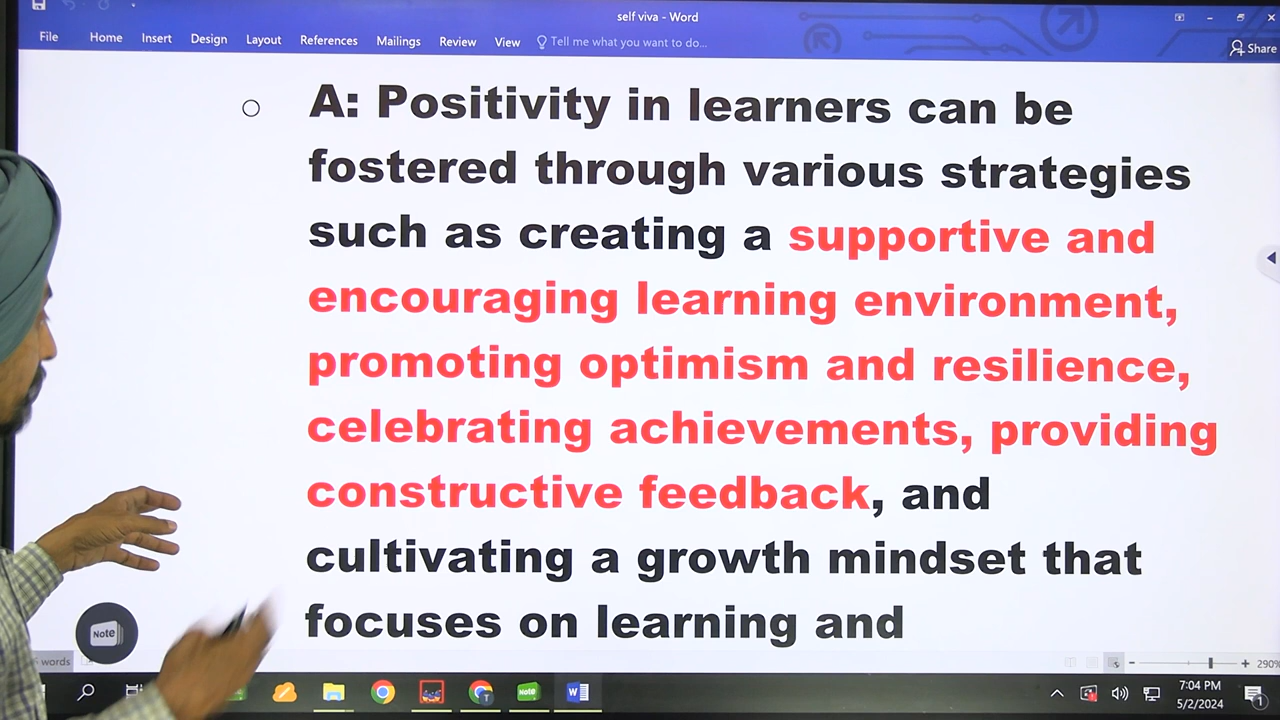 self viva - Word
File Home Insert Design Layout References Mailings Review View Tell me what you want to do... Share
A: Positivity in learners can be
fostered through various strategies
such as creating a supportive and
encouraging learning environment,
promoting optimism and resilience,
celebrating achievements, providing
constructive feedback, and
cultivating a growth mindset that
focuses on learning and
Note
words
290%
Note
7:04 PM
5/2/2024